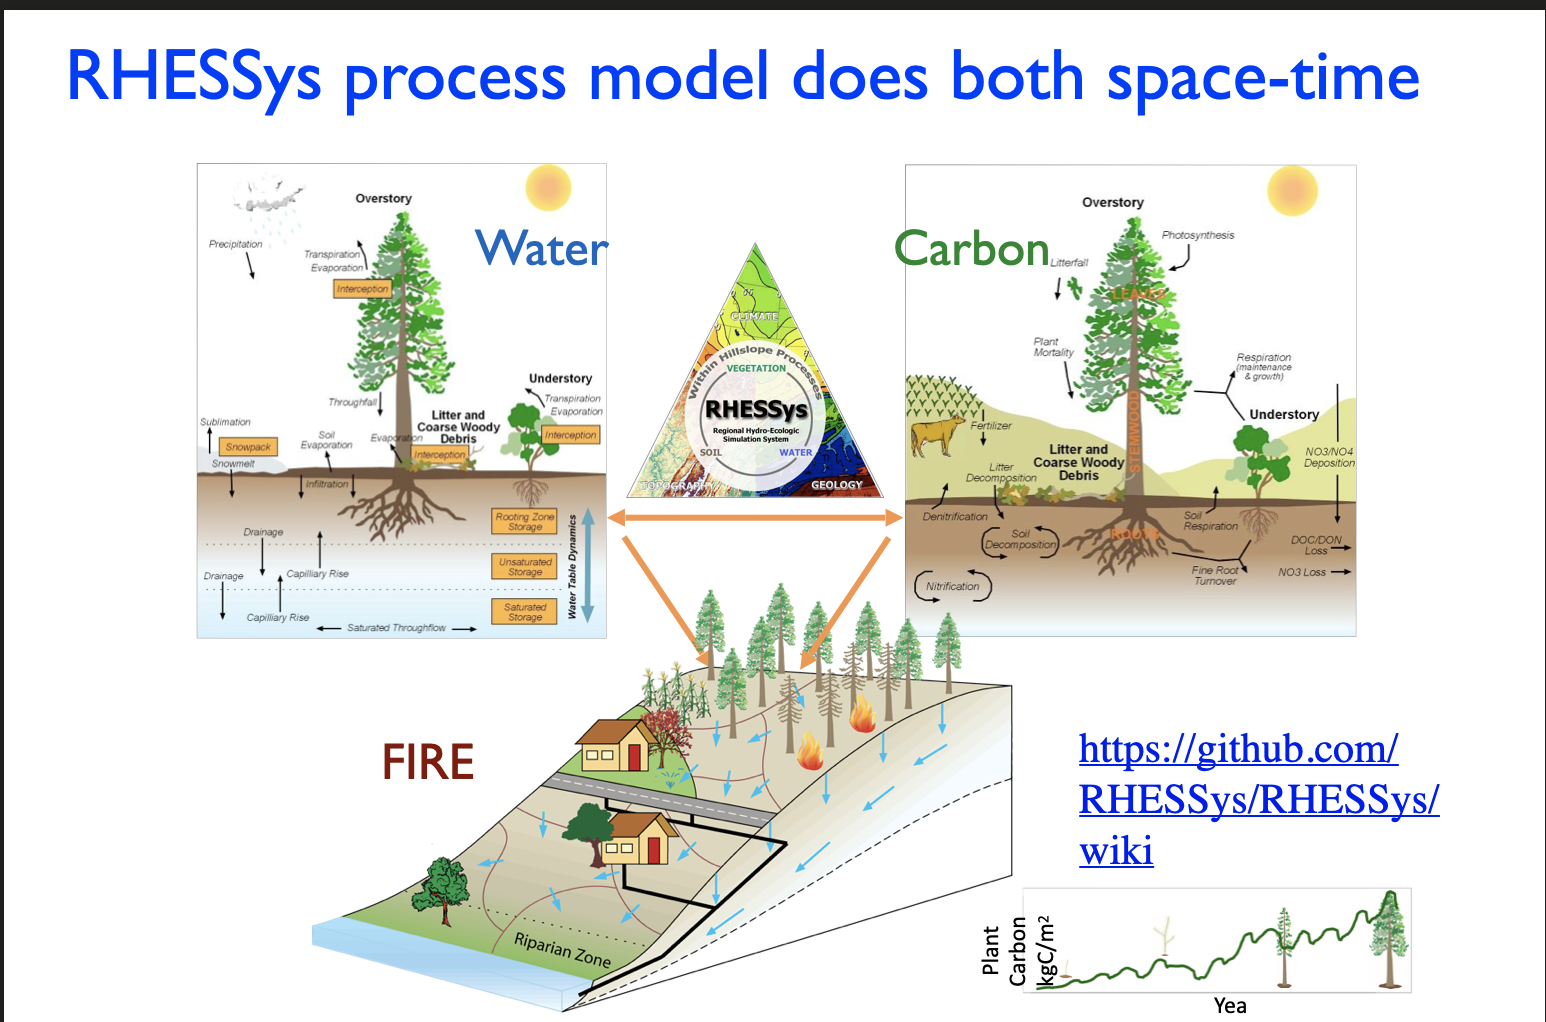 RHESSys process model does both space-time
Water
Overstory
Precipitation
Transpiration
Evaporation
Interception
Throughfall
Understory
Transpiration
Evaporation
Interception
Litter and
Coarse Woody
Debris
Interception
Evaporation
Soil
Evaporation
Sublimation
Snowpack
Snowmelt
Infiltration
Drainage
Capilliary Rise
Drainage
Capilliary Rise
Saturated Throughflow
Rooting Zone
Storage
Unsaturated
Storage
Saturated
Storage
Water Table Dynamics
CLIMATE
Within Hillslope Processes
VEGETATION
RHESSys
Regional Hydro-Ecologic
Simulation System
SOIL
WATER
TOPOGRAPHY
GEOLOGY
Carbon
Overstory
Photosynthesis
Litterfall
LEAVES
Plant
Mortality
Respiration
(maintenance
& growth)
STEMWOOD
Understory
Fertilizer
Litter and
Coarse Woody
Debris
Litter
Decomposition
NO3/NO4
Deposition
Denitrification
Soil
Decomposition
ROOTS
Soil
Respiration
DOC/DON
Loss
NO3 Loss
Fine Root
Turnover
Nitrification
FIRE
Riparian Zone
https://github.com/
RHESSys/RHESSys/
wiki
Plant
Carbon
kgC/m²
Yea